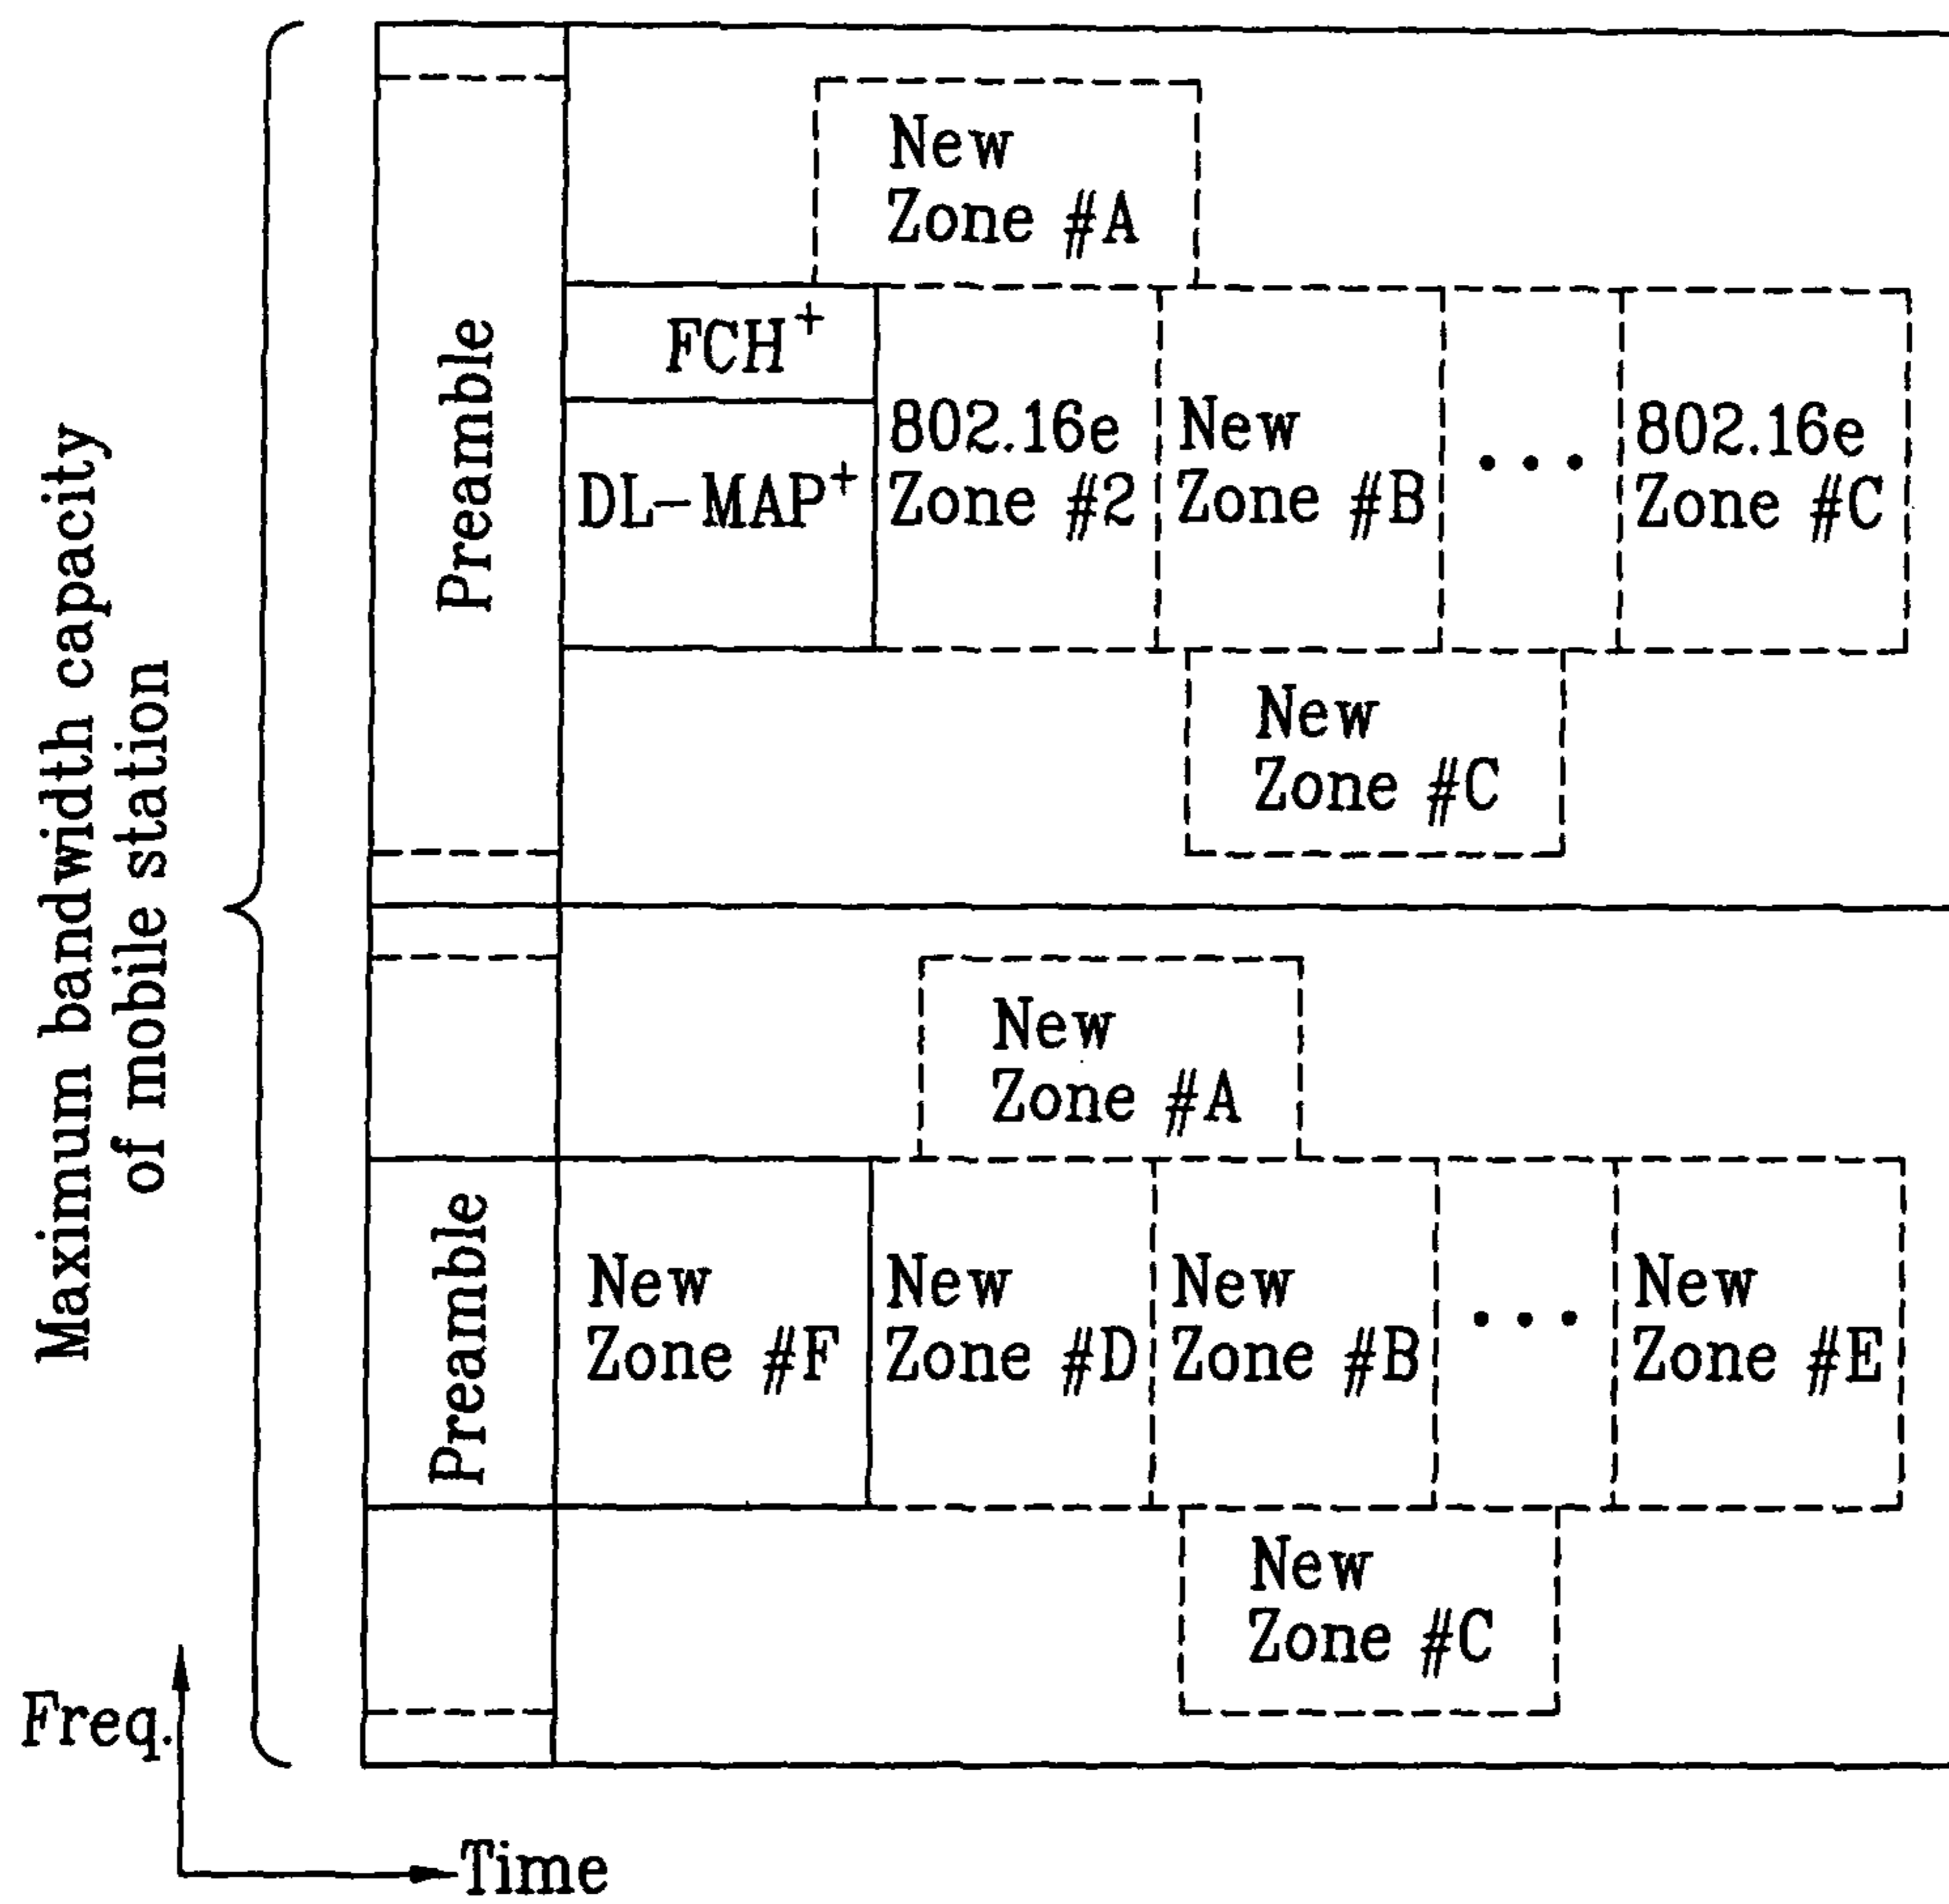 Maximum bandwidth capacity
of mobile station
Preamble
New
Zone #A
FCH+
DL-MAP+
802.16e
Zone #2
New
Zone #B
...
802.16e
Zone #C
New
Zone #C
Preamble
New
Zone #A
New
Zone #F
New
Zone #D
New
Zone #B
...
New
Zone #E
New
Zone #C
Freq.
Time